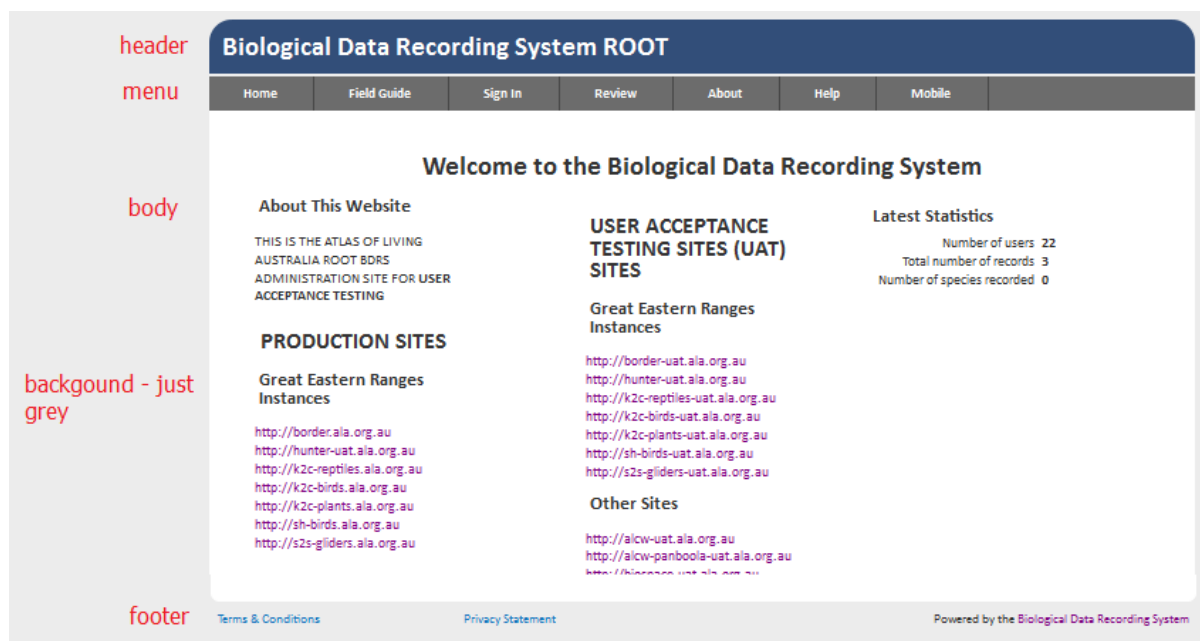 header
Biological Data Recording System ROOT
menu
Home Field Guide Sign In Review About Help Mobile
Welcome to the Biological Data Recording System
body
About This Website
THIS IS THE ATLAS OF LIVING
AUSTRALIA ROOT BDRS
ADMINISTRATION SITE FOR USER
ACCEPTANCE TESTING
PRODUCTION SITES
Great Eastern Ranges
Instances
http://border.ala.org.au
http://hunter-uat.ala.org.au
http://k2c-reptiles.ala.org.au
http://k2c-birds.ala.org.au
http://k2c-plants.ala.org.au
http://sh-birds.ala.org.au
http://s2s-gliders.ala.org.au
USER ACCEPTANCE
TESTING SITES (UAT)
SITES
Great Eastern Ranges
Instances
http://border-uat.ala.org.au
http://hunter-uat.ala.org.au
http://k2c-reptiles-uat.ala.org.au
http://k2c-birds-uat.ala.org.au
http://k2c-plants-uat.ala.org.au
http://sh-birds-uat.ala.org.au
http://s2s-gliders-uat.ala.org.au
Other Sites
http://alcw-uat.ala.org.au
http://alcw-panboola-uat.ala.org.au
Latest Statistics
Number of users 22
Total number of records 3
Number of species recorded 0
backgound - just
grey
footer
Terms & Conditions Privacy Statement Powered by the Biological Data Recording System